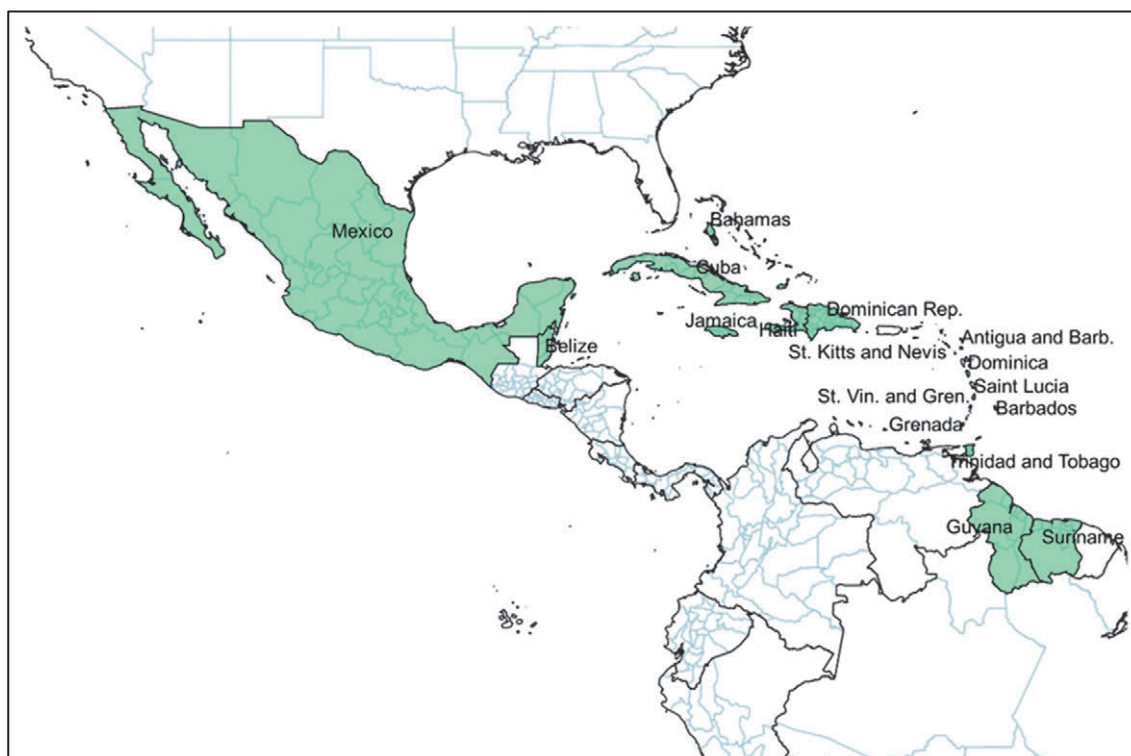 Bahamas
Mexico
Cuba
Dominican Rep.
Jamaica
Haiti
Antigua and Barb.
Belize
St. Kitts and Nevis
Dominica
Saint Lucia
St. Vin. and Gren.
Barbados
Grenada
Trinidad and Tobago
Guyana
Suriname